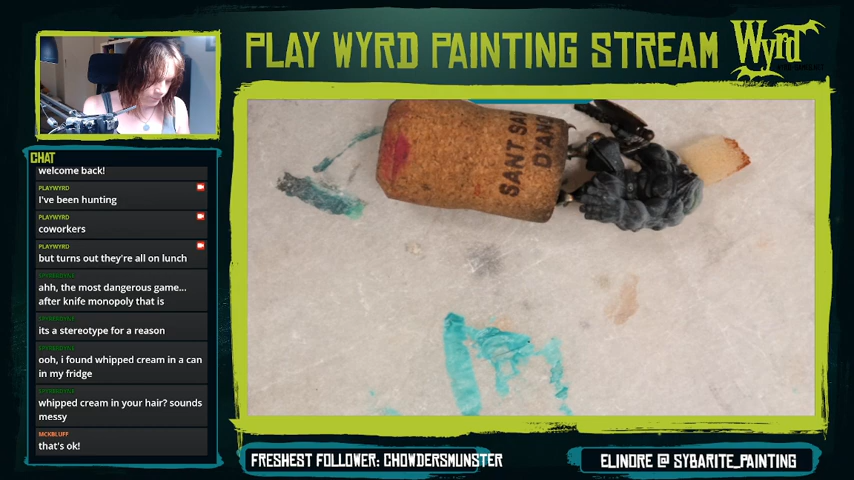 PLAY WYRD PAINTING STREAM
Wyrd
CHAT
welcome back!
PLAYWYRD
I've been hunting
PLAYWYRD
coworkers
PLAYWYRD
but turns out they're all on lunch
ahh, the most dangerous game...
after knife monopoly that is
its a stereotype for a reason
ooh, i found whipped cream in a can
in my fridge
whipped cream in your hair? sounds
messy
MCKBLUFF
that's ok!
SANT SA
D'ANO
FRESHEST FOLLOWER: CHOWDERSMUNSTER
ELINORE @ SYBARITE_PAINTING